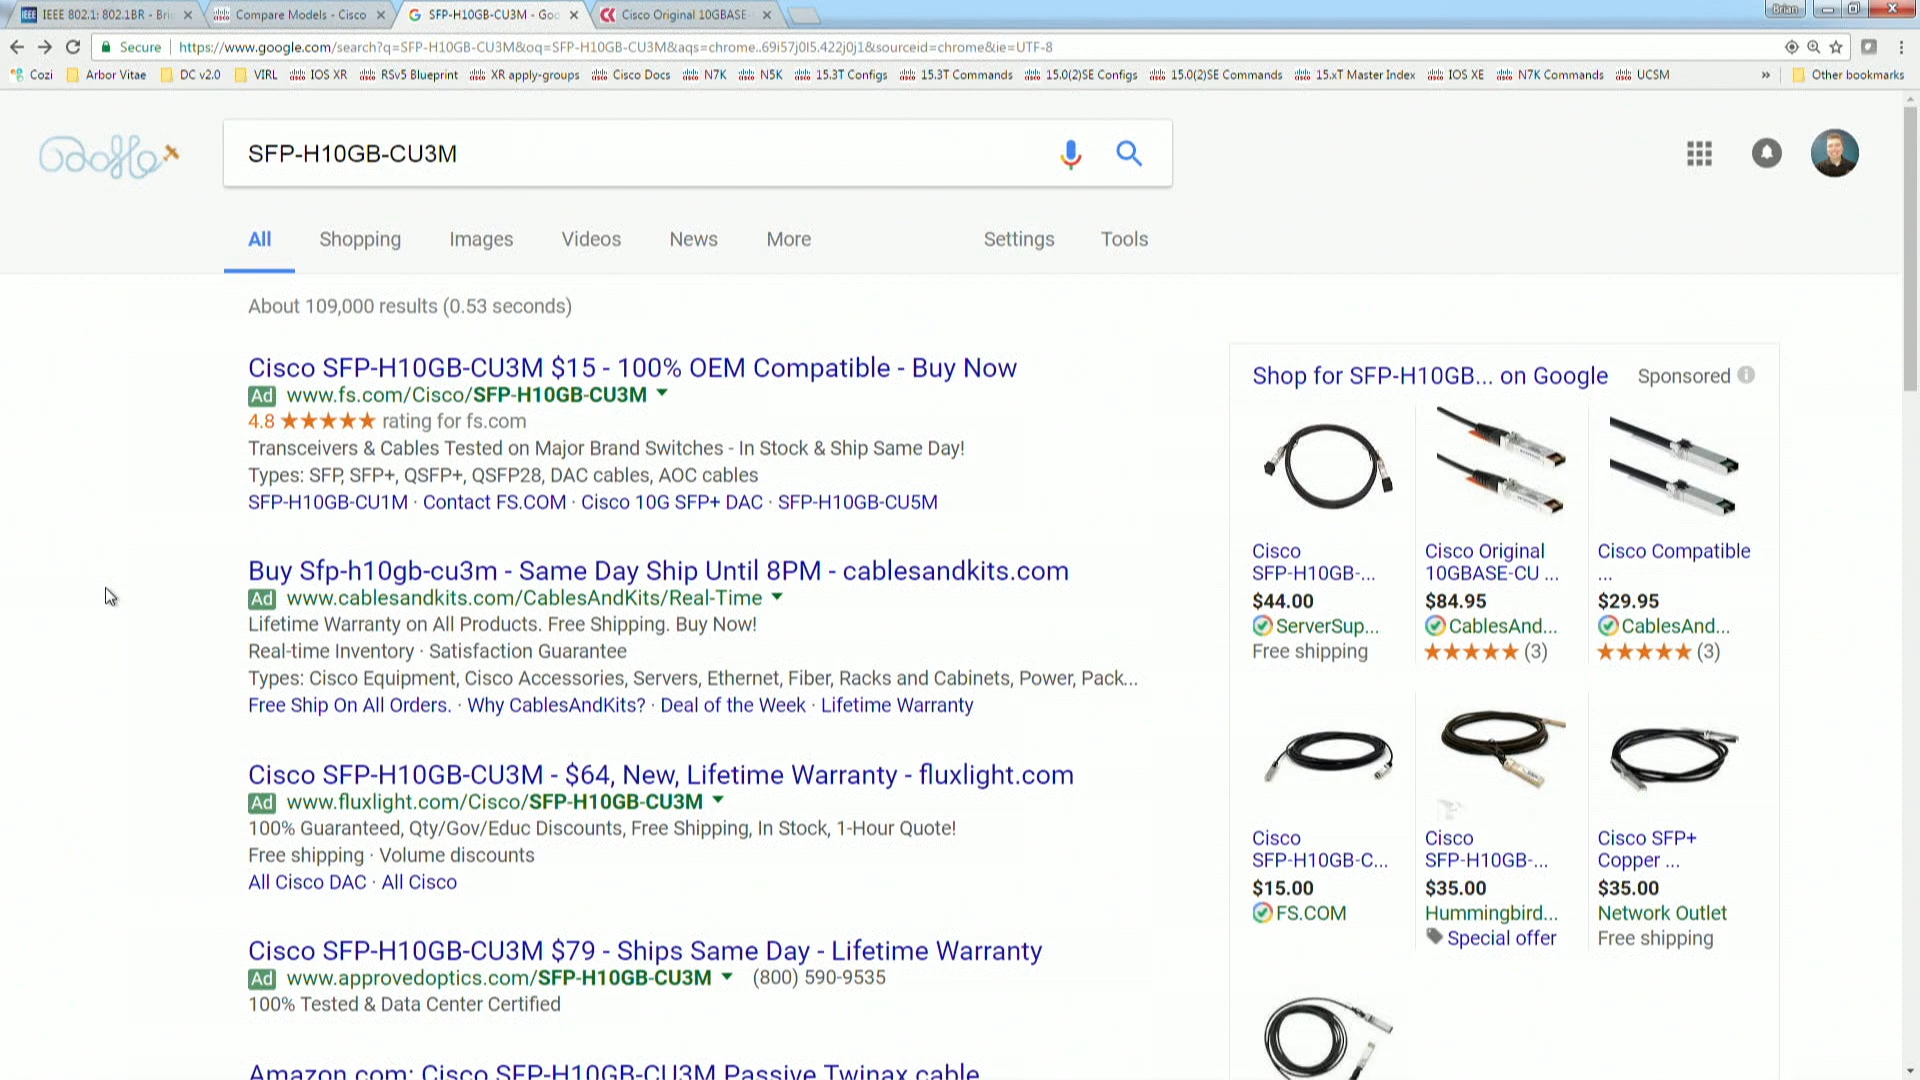 IEEE 802.1: 802.1BR - Bri
Compare Models - Cisco
SFP-H10GB-CU3M - Goo
Cisco Original 10GBASE
Brian
Secure
https://www.google.com/search?q=SFP-H10GB-CU3M&oq=SFP-H10GB-CU3M&aqs=chrome..69i57j0l5.422j0j1&sourceid=chrome&ie=UTF-8
Cozi Arbor Vitae DC v2.0 VIRL IOS XR RSv5 Blueprint XR apply-groups Cisco Docs N7K N5K 15.3T Configs 15.3T Commands 15.0(2)SE Configs 15.0(2)SE Commands 15.xT Master Index IOS XE N7K Commands UCSM » Other bookmarks
SFP-H10GB-CU3M
All Shopping Images Videos News More Settings Tools
About 109,000 results (0.53 seconds)
Cisco SFP-H10GB-CU3M $15 - 100% OEM Compatible - Buy Now
Ad www.fs.com/Cisco/SFP-H10GB-CU3M
4.8 ★★★★★ rating for fs.com
Transceivers & Cables Tested on Major Brand Switches - In Stock & Ship Same Day!
Types: SFP, SFP+, QSFP+, QSFP28, DAC cables, AOC cables
SFP-H10GB-CU1M · Contact FS.COM · Cisco 10G SFP+ DAC · SFP-H10GB-CU5M
Buy Sfp-h10gb-cu3m - Same Day Ship Until 8PM - cablesandkits.com
Ad www.cablesandkits.com/CablesAndKits/Real-Time
Lifetime Warranty on All Products. Free Shipping. Buy Now!
Real-time Inventory · Satisfaction Guarantee
Types: Cisco Equipment, Cisco Accessories, Servers, Ethernet, Fiber, Racks and Cabinets, Power, Pack...
Free Ship On All Orders. · Why CablesAndKits? · Deal of the Week · Lifetime Warranty
Cisco SFP-H10GB-CU3M - $64, New, Lifetime Warranty - fluxlight.com
Ad www.fluxlight.com/Cisco/SFP-H10GB-CU3M
100% Guaranteed, Qty/Gov/Educ Discounts, Free Shipping, In Stock, 1-Hour Quote!
Free shipping · Volume discounts
All Cisco DAC · All Cisco
Cisco SFP-H10GB-CU3M $79 - Ships Same Day - Lifetime Warranty
Ad www.approvedoptics.com/SFP-H10GB-CU3M (800) 590-9535
100% Tested & Data Center Certified
Amazon.com: Cisco SFP-H10GB-CU3M Passive Twinax cable
Shop for SFP-H10GB... on Google Sponsored
Cisco
SFP-H10GB-...
$44.00
ServerSup...
Free shipping
Cisco Original
10GBASE-CU ...
$84.95
CablesAnd...
★★★★★ (3)
Cisco Compatible
...
$29.95
CablesAnd...
★★★★★ (3)
Cisco
SFP-H10GB-C...
$15.00
FS.COM
Cisco
SFP-H10GB-...
$35.00
Hummingbird...
Special offer
Cisco SFP+
Copper ...
$35.00
Network Outlet
Free shipping